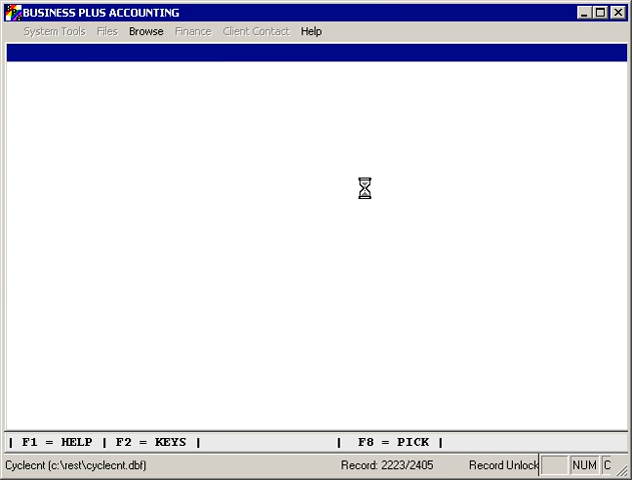 BUSINESS PLUS ACCOUNTING
System Tools Files Browse Finance Client Contact Help
| F1 = HELP | F2 = KEYS | | F8 = PICK |
Cyclecnt (c:\rest\cyclecnt.dbf) Record: 2223/2405 Record Unlock NUM C